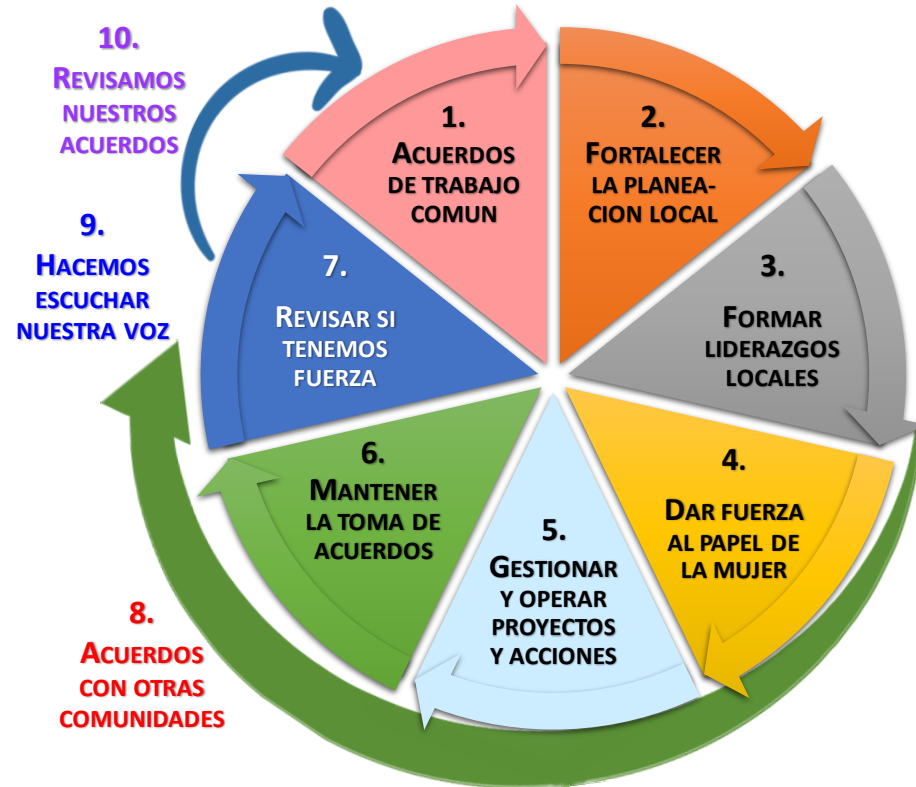 1.
ACUERDOS
DE TRABAJO
COMUN
2.
FORTALECER
LA PLANEA-
CION LOCAL
3.
FORMAR
LIDERAZGOS
LOCALES
4.
DAR FUERZA
AL PAPEL DE
LA MUJER
5.
GESTIONAR
Y OPERAR
PROYECTOS
Y ACCIONES
6.
MANTENER
LA TOMA DE
ACUERDOS
7.
REVISAR SI
TENEMOS
FUERZA
8.
ACUERDOS
CON OTRAS
COMUNIDADES
9.
HACEMOS
ESCUCHAR
NUESTRA VOZ
10.
REVISAMOS
NUESTROS
ACUERDOS